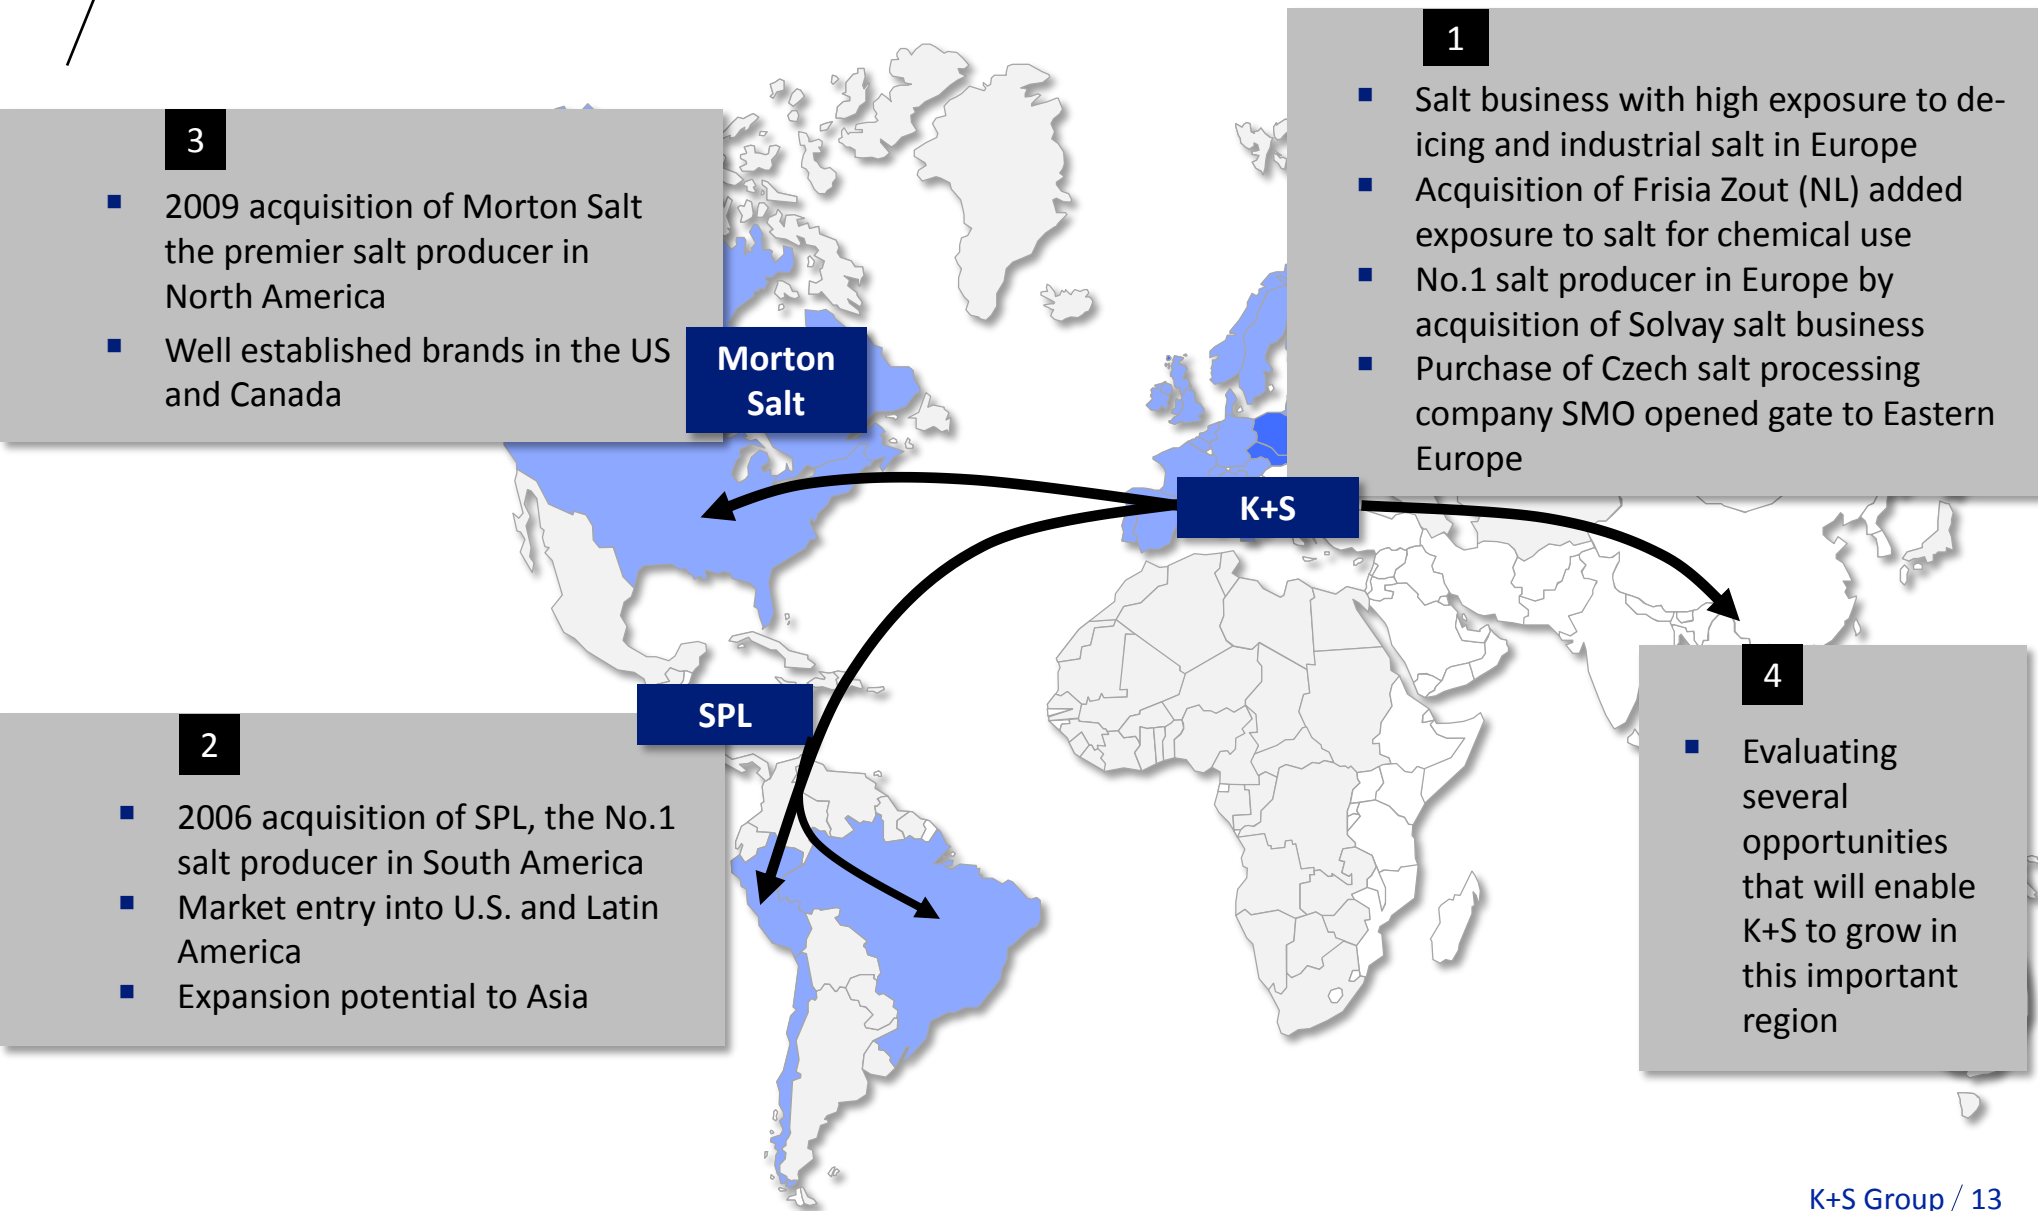 1
▪ Salt business with high exposure to de-
icing and industrial salt in Europe
▪ Acquisition of Frisia Zout (NL) added
exposure to salt for chemical use
▪ No.1 salt producer in Europe by
acquisition of Solvay salt business
▪ Purchase of Czech salt processing
company SMO opened gate to Eastern
Europe
3
▪ 2009 acquisition of Morton Salt
the premier salt producer in
North America
▪ Well established brands in the US
and Canada
Morton
Salt
K+S
SPL
2
▪ 2006 acquisition of SPL, the No.1
salt producer in South America
▪ Market entry into U.S. and Latin
America
▪ Expansion potential to Asia
4
▪ Evaluating
several
opportunities
that will enable
K+S to grow in
this important
region
K+S Group / 13